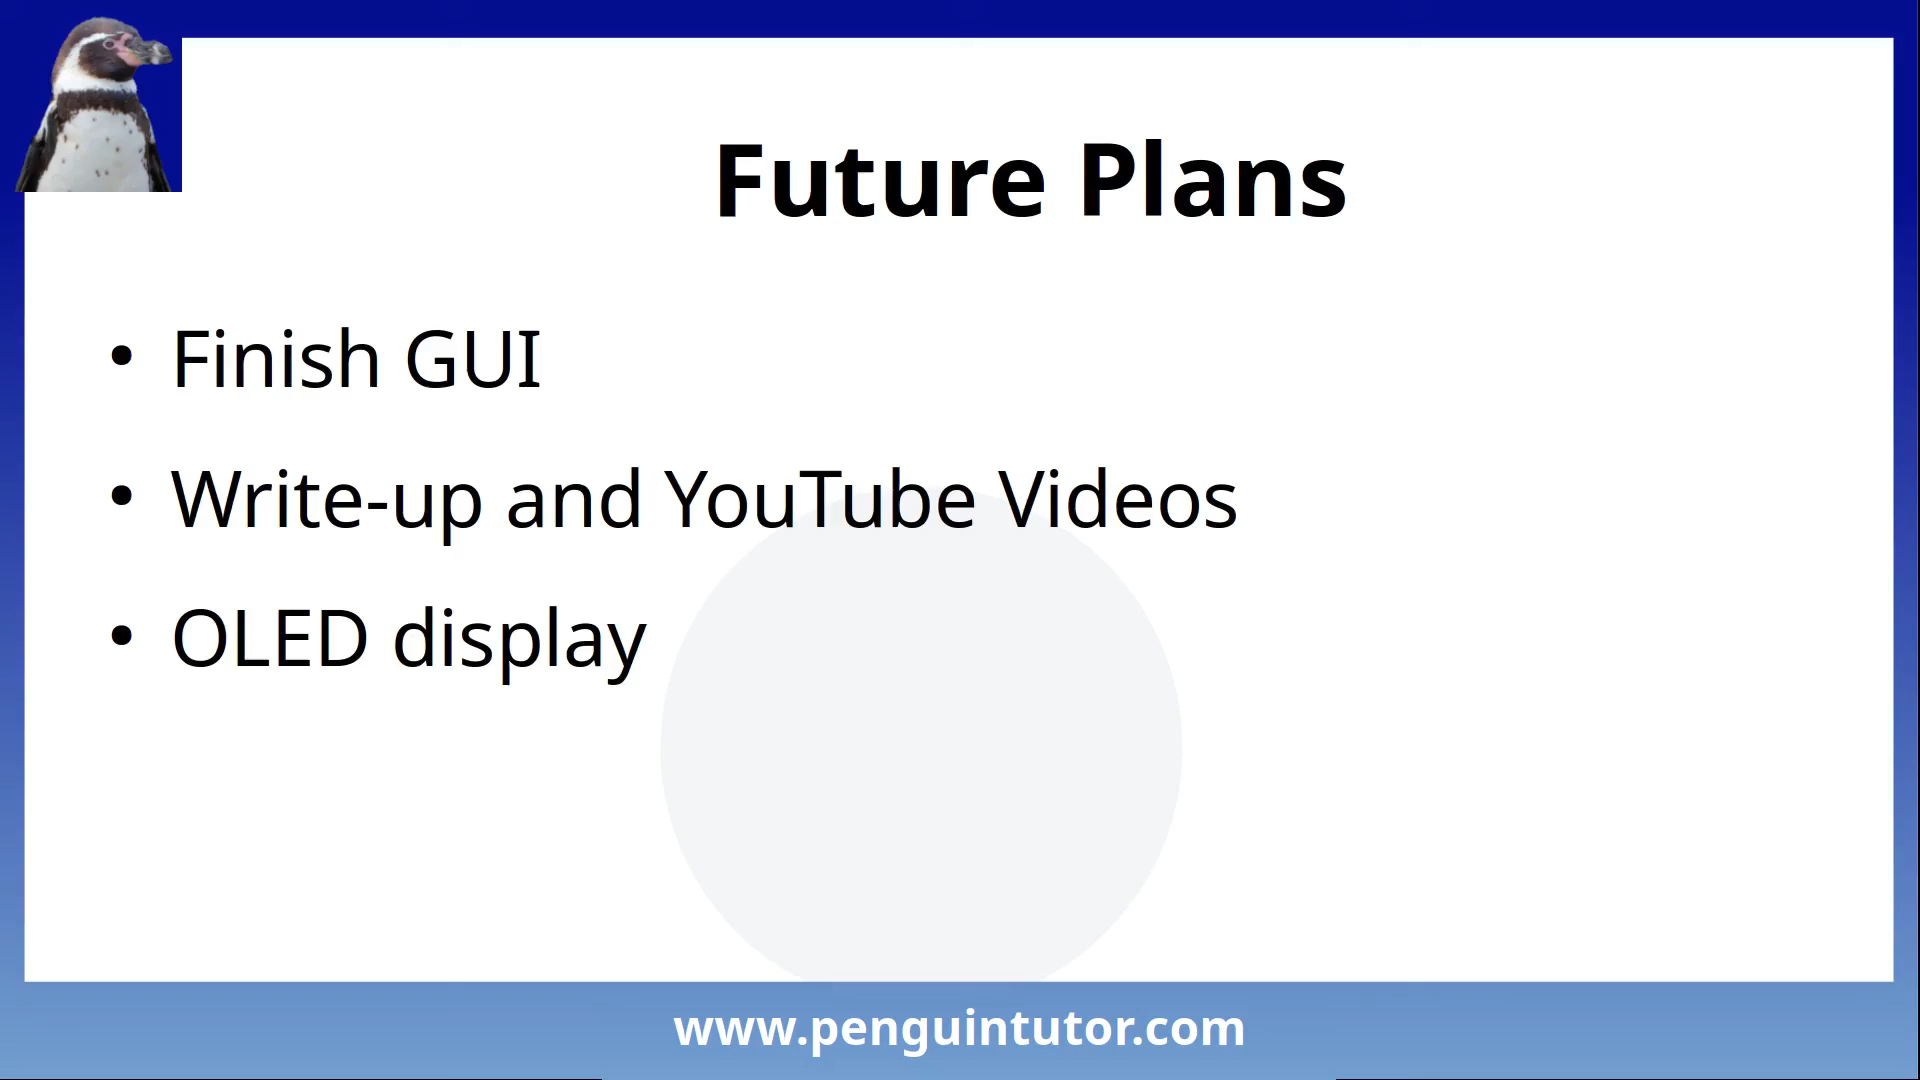 Future Plans
• Finish GUI
• Write-up and YouTube Videos
• OLED display
www.penguintutor.com